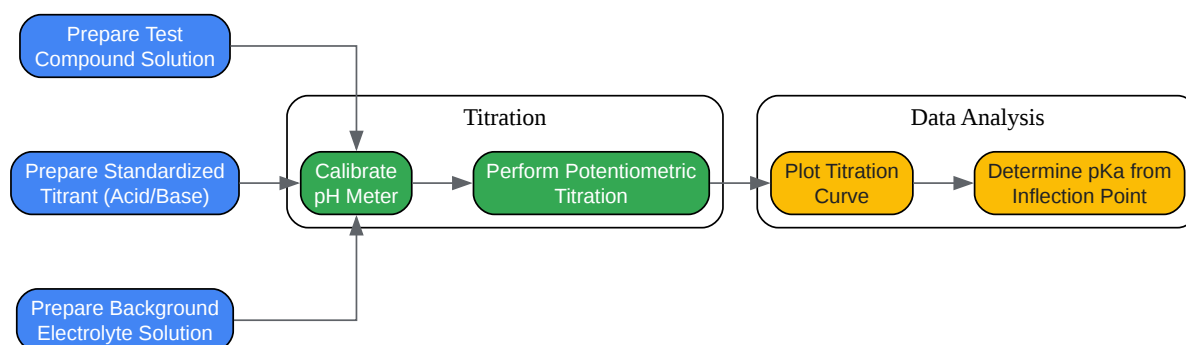 Prepare Test
Compound Solution
Titration
Data Analysis
Prepare Standardized
Titrant (Acid/Base)
Calibrate
pH Meter
Perform Potentiometric
Titration
Plot Titration
Curve
Determine pKa from
Inflection Point
Prepare Background
Electrolyte Solution